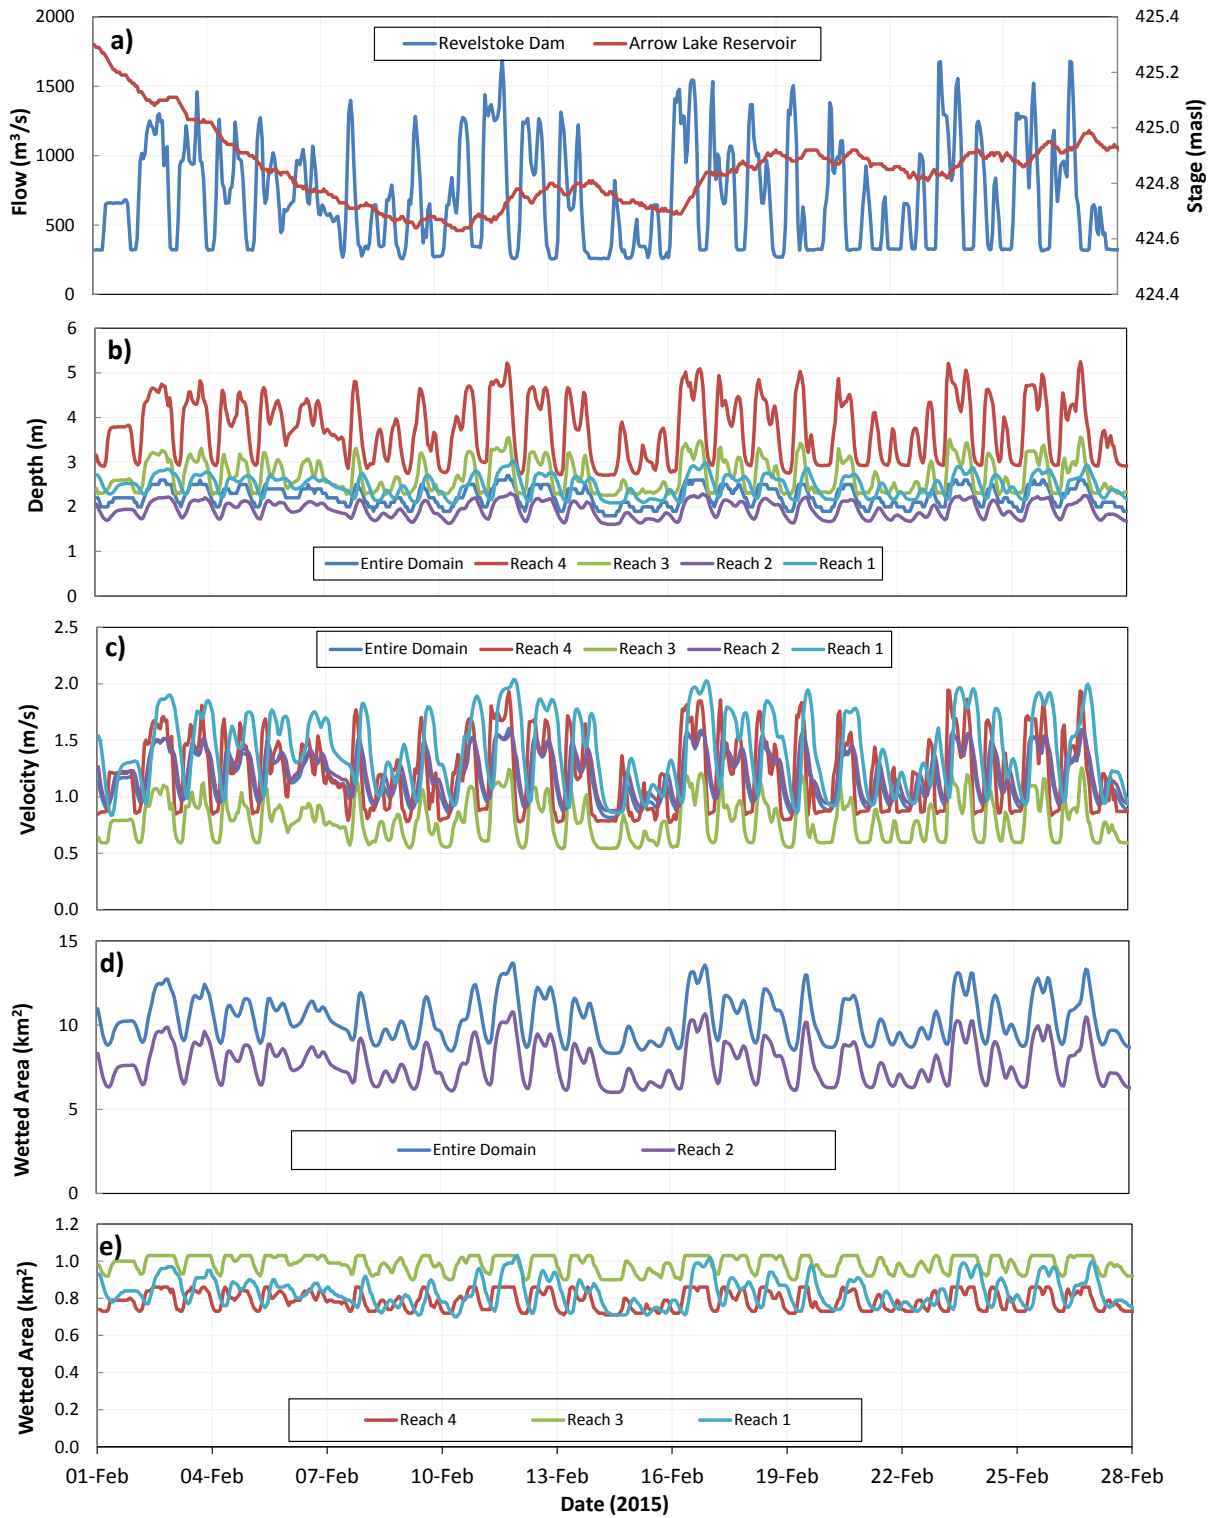 a)
Revelstoke Dam
Arrow Lake Reservoir
Flow (m³/s)
2000
1500
1000
500
0
Stage (masl)
425.4
425.2
425.0
424.8
424.6
424.4
b)
Depth (m)
6
5
4
3
2
1
0
Entire Domain
Reach 4
Reach 3
Reach 2
Reach 1
c)
Entire Domain
Reach 4
Reach 3
Reach 2
Reach 1
Velocity (m/s)
2.5
2.0
1.5
1.0
0.5
0.0
d)
Wetted Area (km²)
15
10
5
0
Entire Domain
Reach 2
e)
Wetted Area (km²)
1.2
1.0
0.8
0.6
0.4
0.2
0.0
Reach 4
Reach 3
Reach 1
01-Feb
04-Feb
07-Feb
10-Feb
13-Feb
16-Feb
19-Feb
22-Feb
25-Feb
28-Feb
Date (2015)